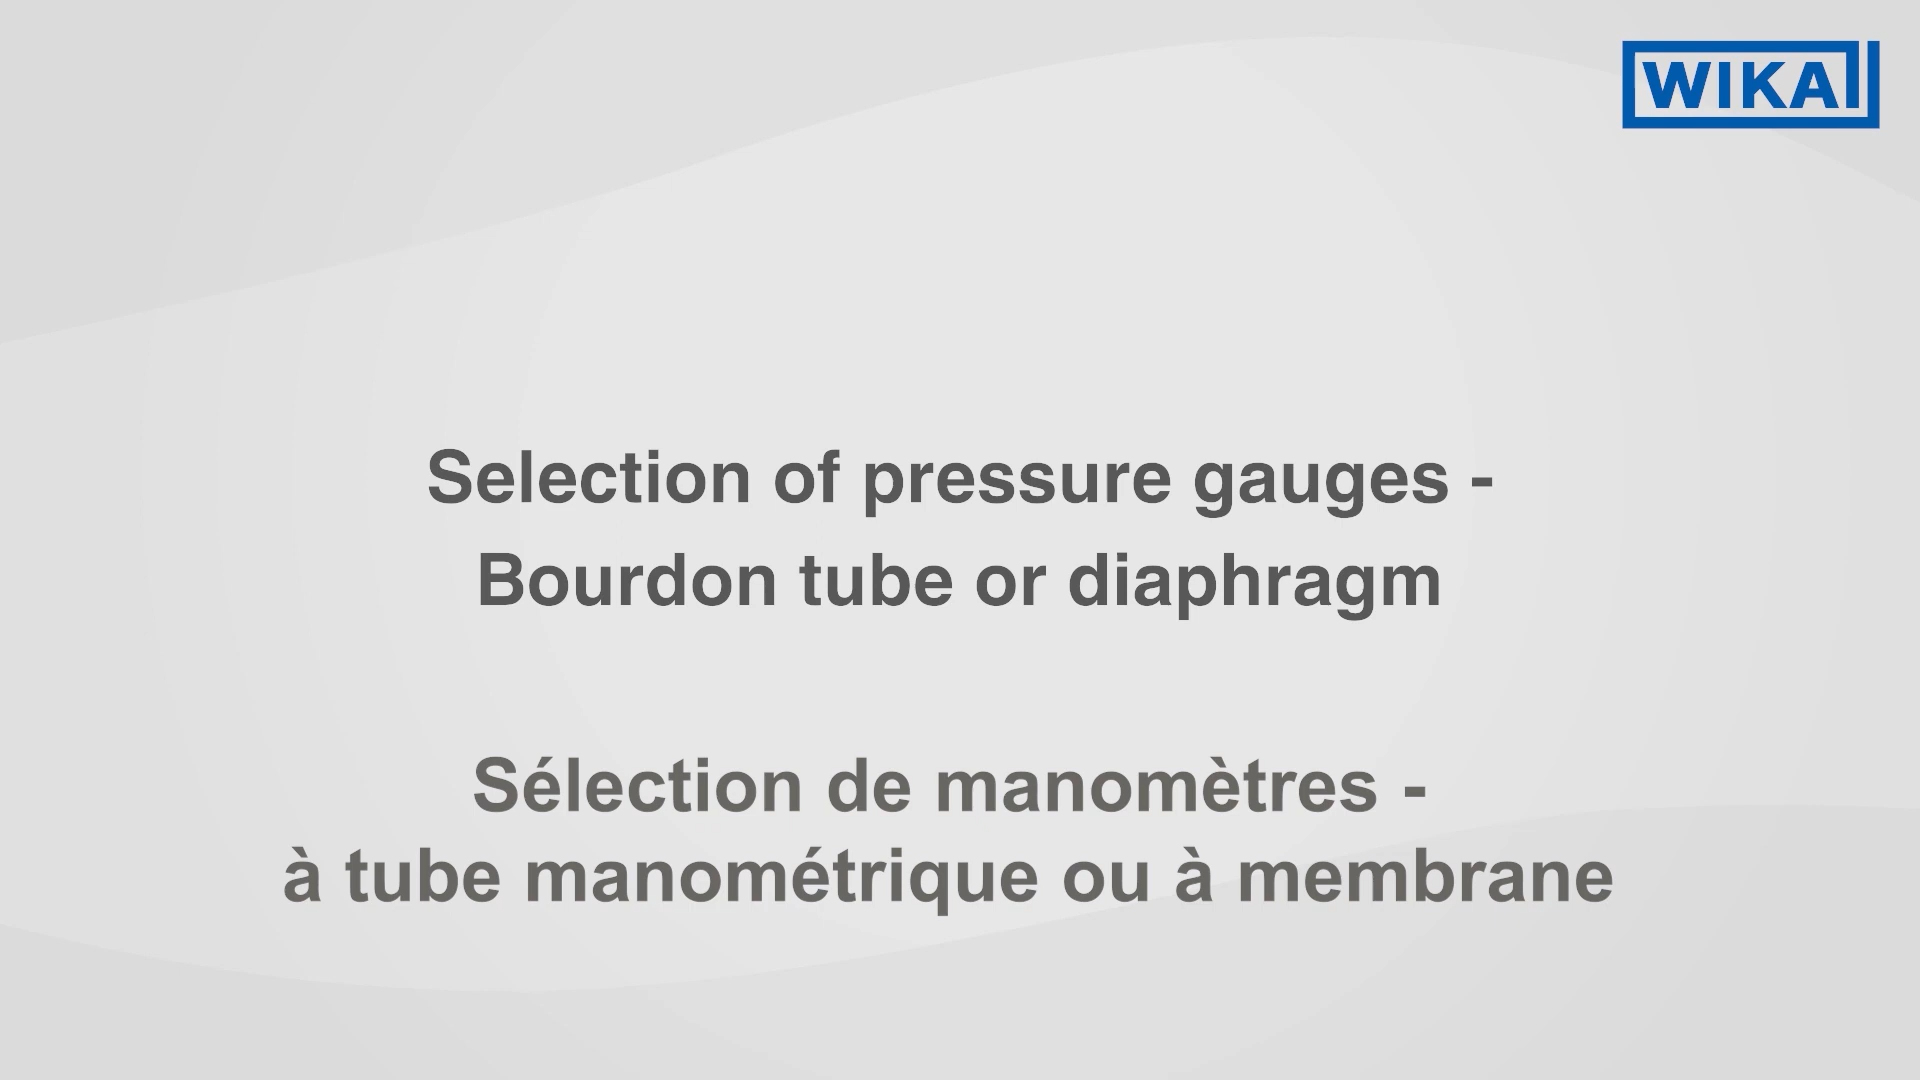 WIKA
Selection of pressure gauges -
Bourdon tube or diaphragm
Sélection de manomètres -
à tube manométrique ou à membrane